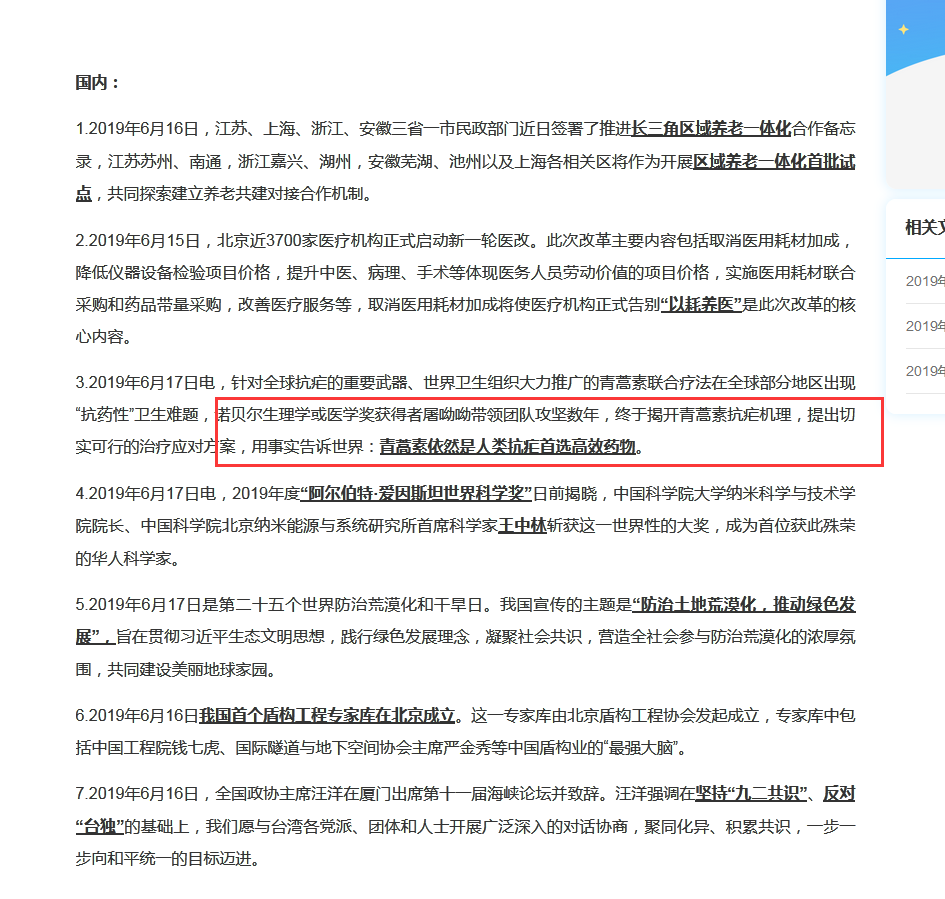 国内：
1.2019年6月16日，江苏、上海、浙江、安徽三省一市民政部门近日签署了推进长三角区域养老一体化合作备忘
录，江苏苏州、南通，浙江嘉兴、湖州，安徽芜湖、池州以及上海各相关区将作为开展区域养老一体化首批试
点，共同探索建立养老共建对接合作机制。
2.2019年6月15日，北京近3700家医疗机构正式启动新一轮医改。此次改革主要内容包括取消医用耗材加成，
降低仪器设备检验项目价格，提升中医、病理、手术等体现医务人员劳动价值的项目价格，实施医用耗材联合
采购和药品带量采购，改善医疗服务等，取消医用耗材加成将使医疗机构正式告别“以耗养医”是此次改革的核
心内容。
3.2019年6月17日电，针对全球抗疟的重要武器、世界卫生组织大力推广的青蒿素联合疗法在全球部分地区出现
“抗药性”卫生难题，诺贝尔生理学或医学奖获得者屠呦呦带领团队攻坚数年，终于揭开青蒿素抗疟机理，提出切
实可行的治疗应对方案，用事实告诉世界：青蒿素依然是人类抗疟首选高效药物。
4.2019年6月17日电，2019年度“阿尔伯特·爱因斯坦世界科学奖”日前揭晓，中国科学院大学纳米科学与技术学
院院长、中国科学院北京纳米能源与系统研究所首席科学家王中林斩获这一世界性的大奖，成为首位获此殊荣
的华人科学家。
5.2019年6月17日是第二十五个世界防治荒漠化和干旱日。我国宣传的主题是“防治土地荒漠化，推动绿色发
展”，旨在贯彻习近平生态文明思想，践行绿色发展理念，凝聚社会共识，营造全社会参与防治荒漠化的浓厚氛
围，共同建设美丽地球家园。
6.2019年6月16日我国首个盾构工程专家库在北京成立。这一专家库由北京盾构工程协会发起成立，专家库中包
括中国工程院钱七虎、国际隧道与地下空间协会主席严金秀等中国盾构业的“最强大脑”。
7.2019年6月16日，全国政协主席汪洋在厦门出席第十一届海峡论坛并致辞。汪洋强调在坚持“九二共识”、反对
“台独”的基础上，我们愿与台湾各党派、团体和人士开展广泛深入的对话协商，聚同化异、积累共识，一步一
步向和平统一的目标迈进。
相关文
2019年
2019年
2019年